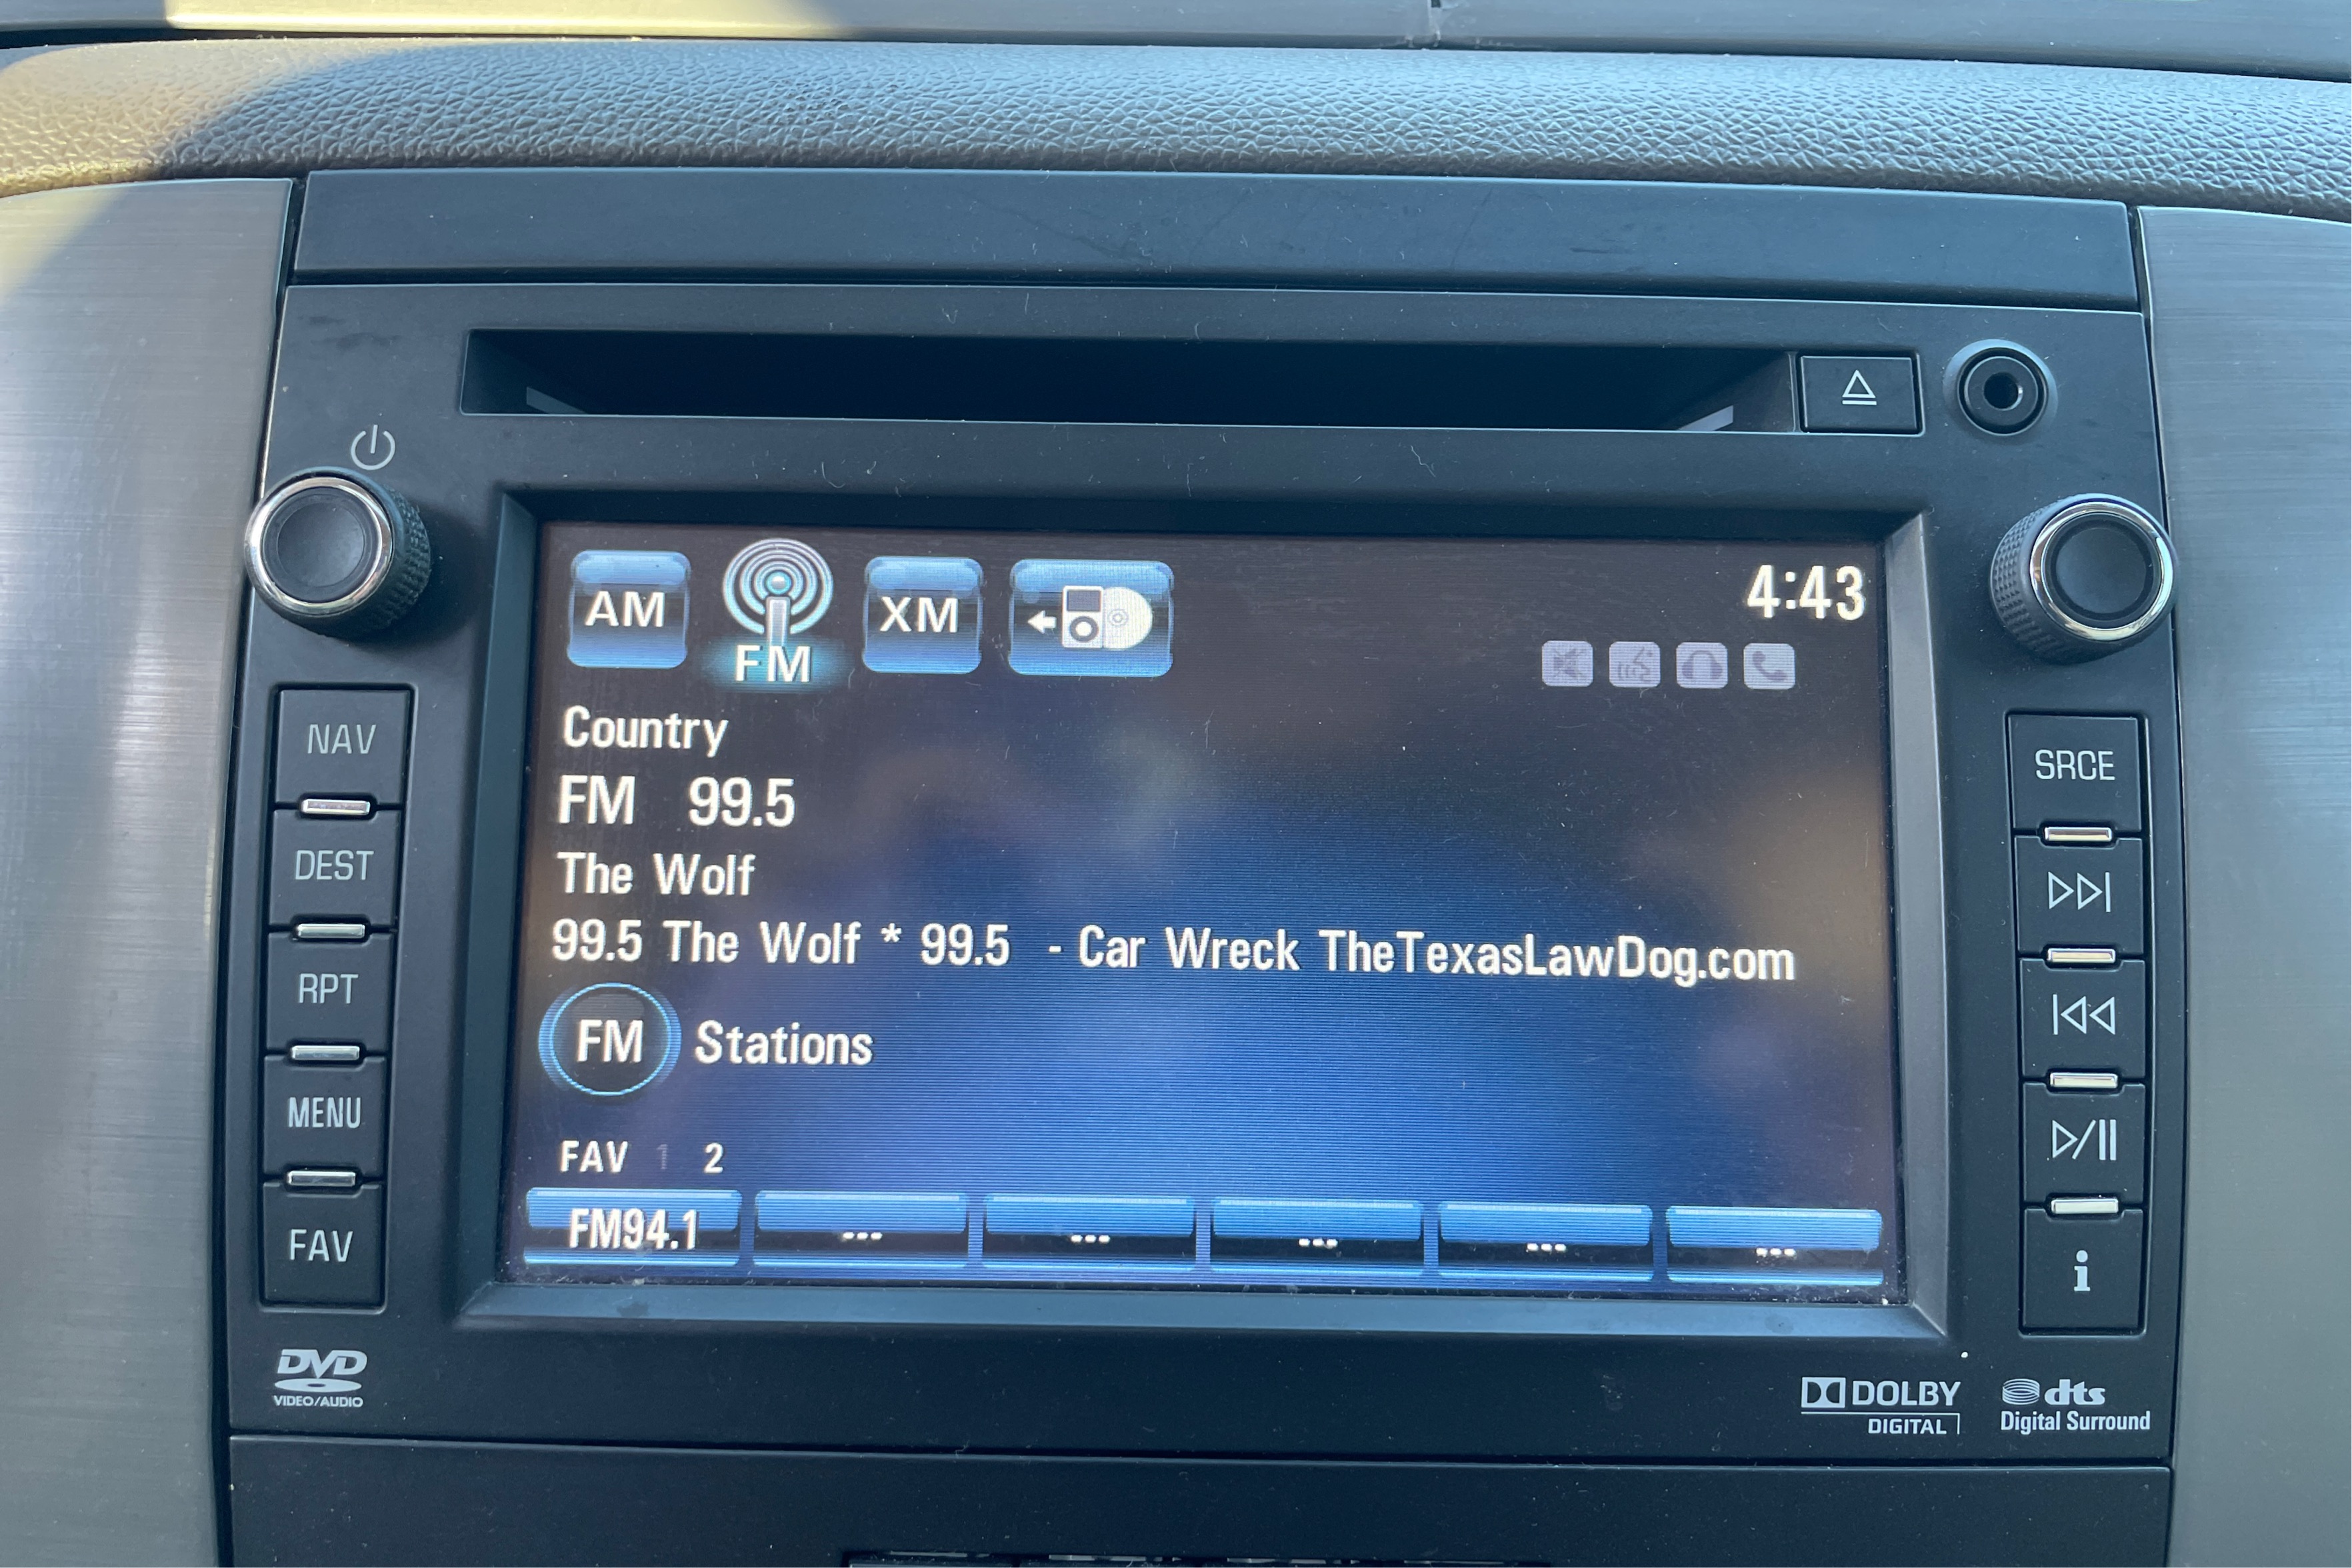 AM FM XM 4:43
Country
FM 99.5
The Wolf
99.5 The Wolf * 99.5 - Car Wreck TheTexasLawDog.com
FM Stations
FAV 1 2
FM94.1 --- --- --- --- ---
NAV
DEST
RPT
MENU
FAV
SRCE
i
DVD
VIDEO/AUDIO
DOLBY
DIGITAL
dts
Digital Surround